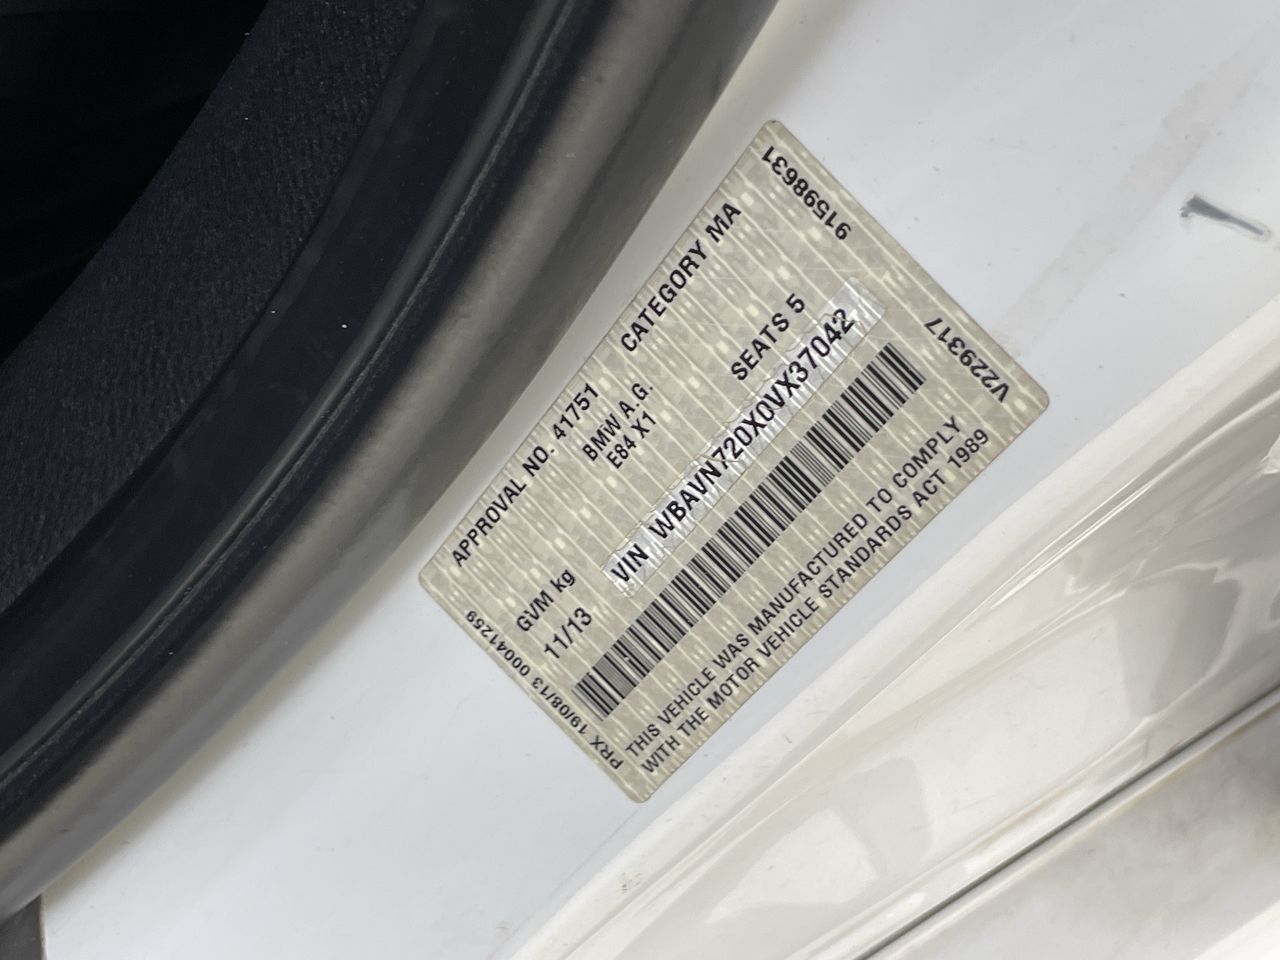 91598631
V229317
APPROVAL NO. 41751 CATEGORY MA
BMW A.G.
E84 X1
GVM kg SEATS 5
11/13
VIN WBAVN720X0VX37042
THIS VEHICLE WAS MANUFACTURED TO COMPLY
WITH THE MOTOR VEHICLE STANDARDS ACT 1989
PRX 19/08/13 00041259